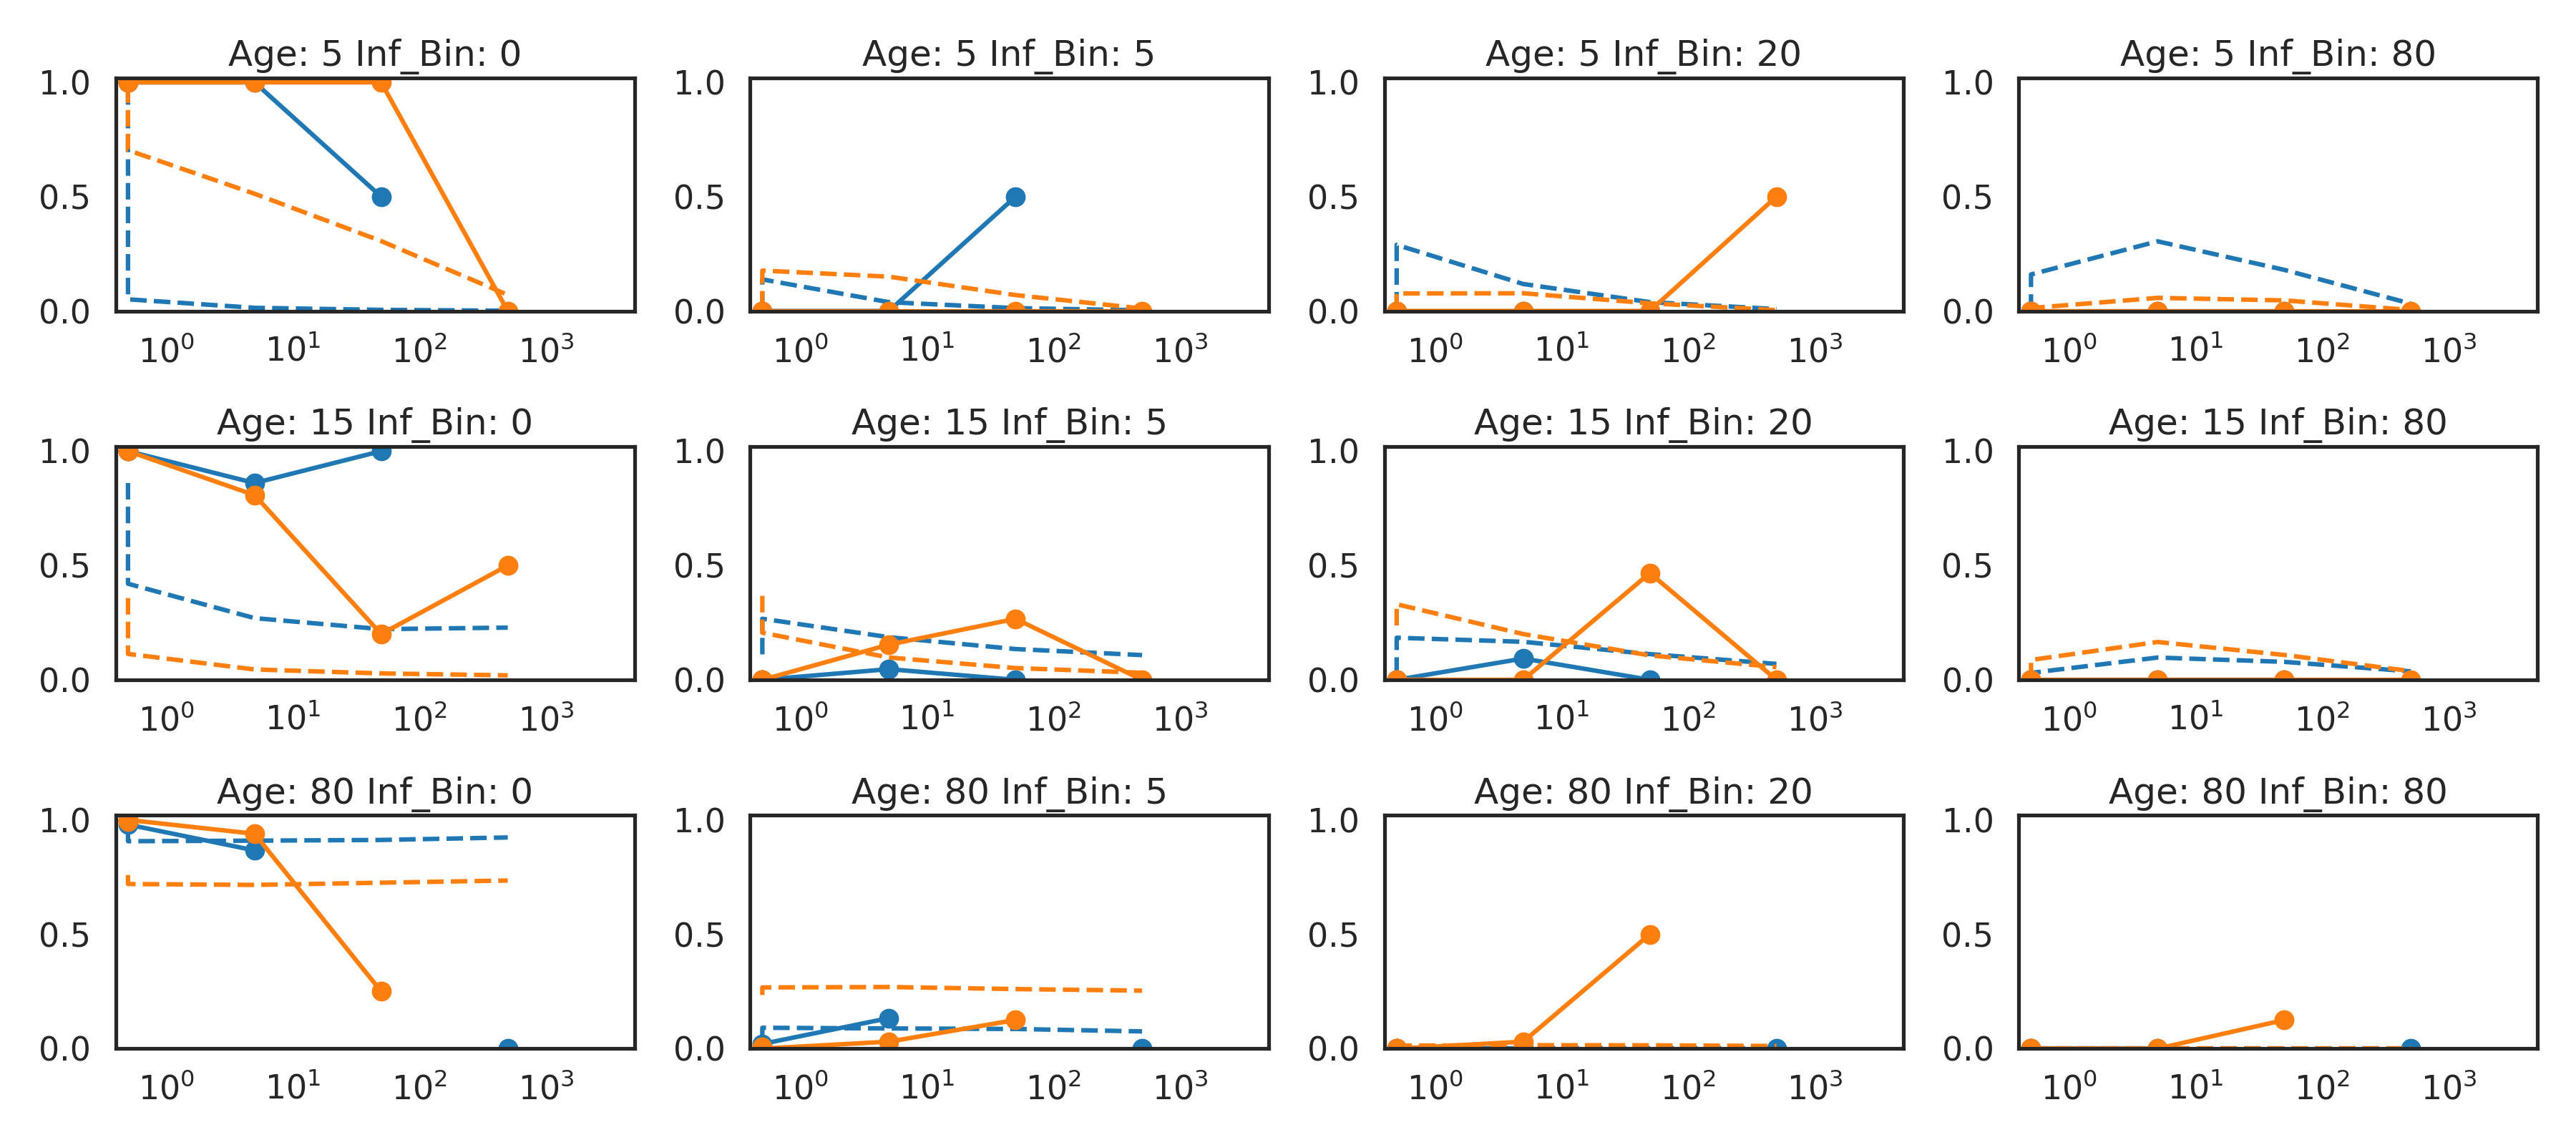 Age: 5 Inf_Bin: 0
Age: 5 Inf_Bin: 5
Age: 5 Inf_Bin: 20
Age: 5 Inf_Bin: 80
1.0 1.0 1.0 1.0
0.5 0.5 0.5 0.5
0.0 0.0 0.0 0.0
10⁰ 10¹ 10² 10³ 10⁰ 10¹ 10² 10³ 10⁰ 10¹ 10² 10³ 10⁰ 10¹ 10² 10³
Age: 15 Inf_Bin: 0
Age: 15 Inf_Bin: 5
Age: 15 Inf_Bin: 20
Age: 15 Inf_Bin: 80
1.0 1.0 1.0 1.0
0.5 0.5 0.5 0.5
0.0 0.0 0.0 0.0
10⁰ 10¹ 10² 10³ 10⁰ 10¹ 10² 10³ 10⁰ 10¹ 10² 10³ 10⁰ 10¹ 10² 10³
Age: 80 Inf_Bin: 0
Age: 80 Inf_Bin: 5
Age: 80 Inf_Bin: 20
Age: 80 Inf_Bin: 80
1.0 1.0 1.0 1.0
0.5 0.5 0.5 0.5
0.0 0.0 0.0 0.0
10⁰ 10¹ 10² 10³ 10⁰ 10¹ 10² 10³ 10⁰ 10¹ 10² 10³ 10⁰ 10¹ 10² 10³